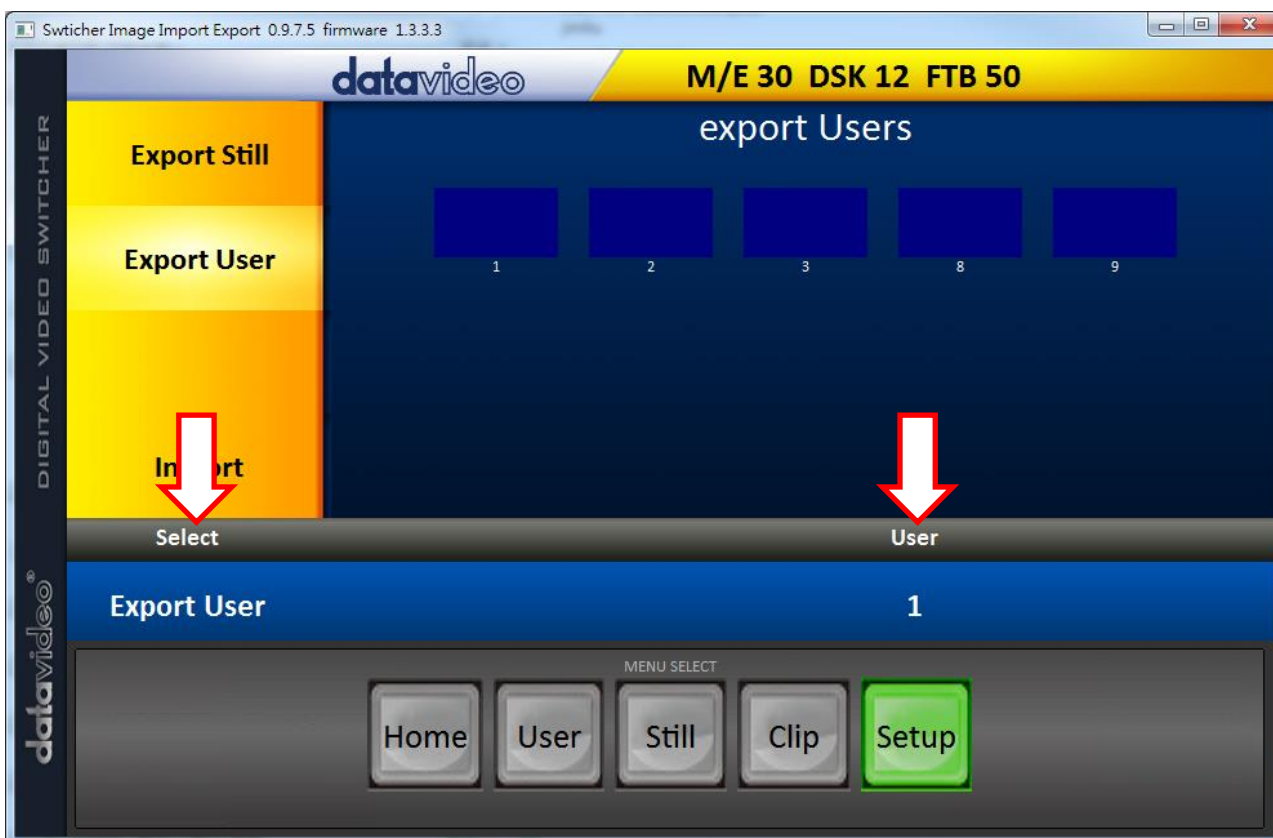 Swticher Image Import Export 0.9.7.5 firmware 1.3.3.3
datavideo
M/E 30 DSK 12 FTB 50
DIGITAL VIDEO SWITCHER
datavideo®
Export Still
Export User
Import
export Users
1 2 3 8 9
Select User
Export User 1
MENU SELECT
Home User Still Clip Setup